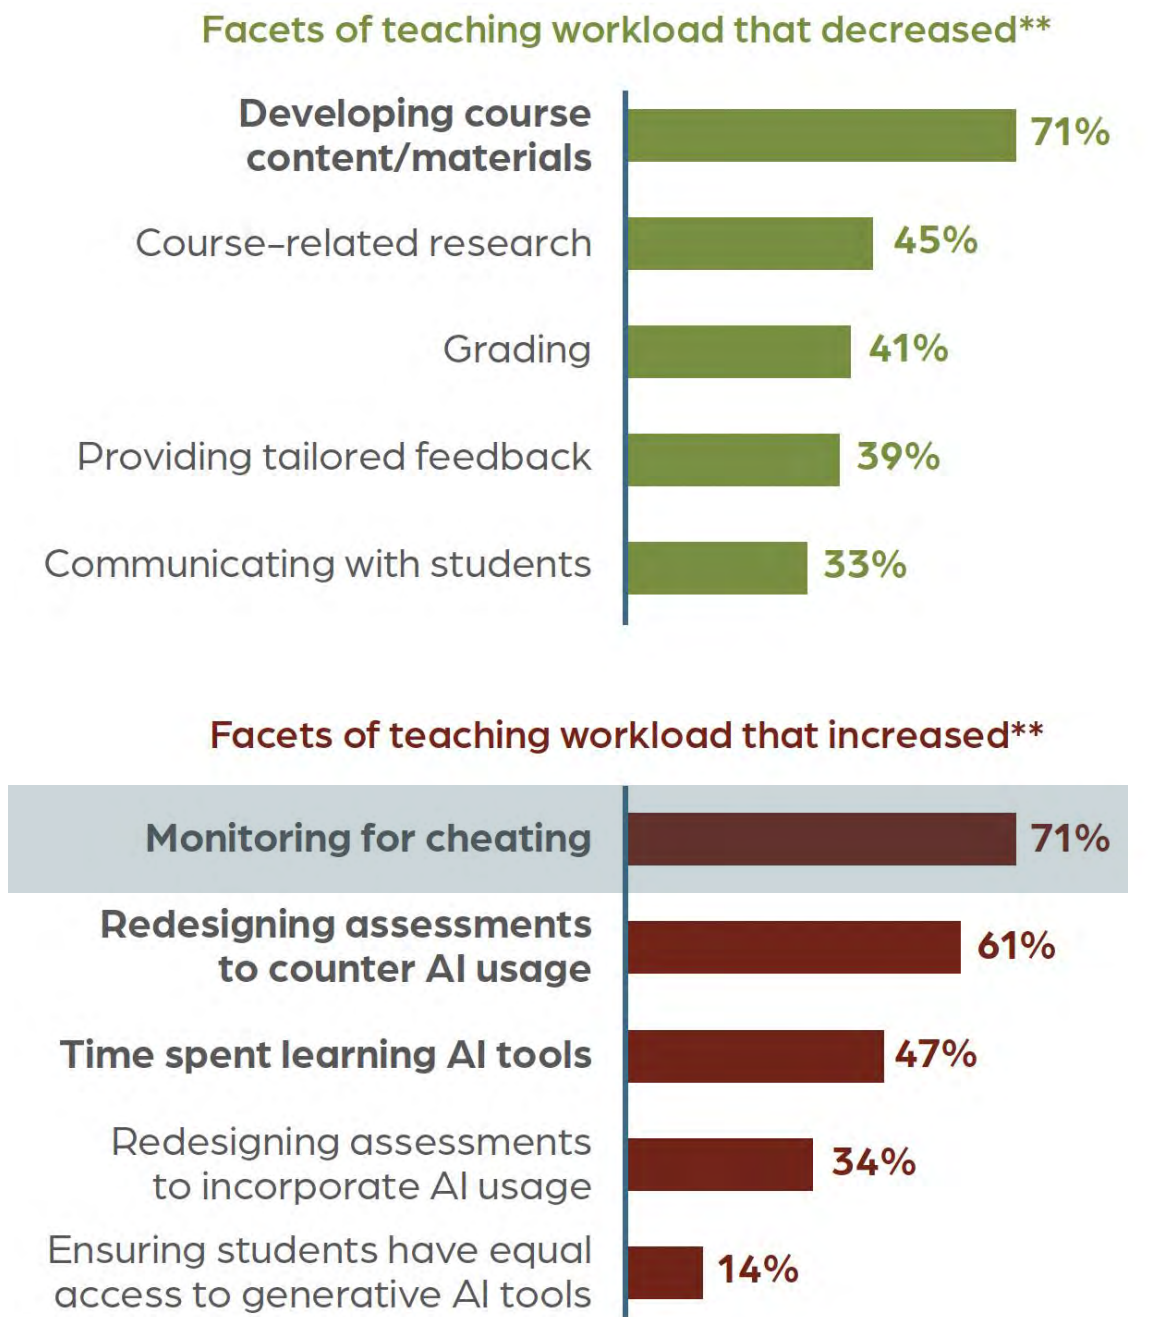 Facets of teaching workload that decreased**
Developing course
content/materials
71%
Course-related research
45%
Grading
41%
Providing tailored feedback
39%
Communicating with students
33%
Facets of teaching workload that increased**
Monitoring for cheating
71%
Redesigning assessments
to counter AI usage
61%
Time spent learning AI tools
47%
Redesigning assessments
to incorporate AI usage
34%
Ensuring students have equal
access to generative AI tools
14%